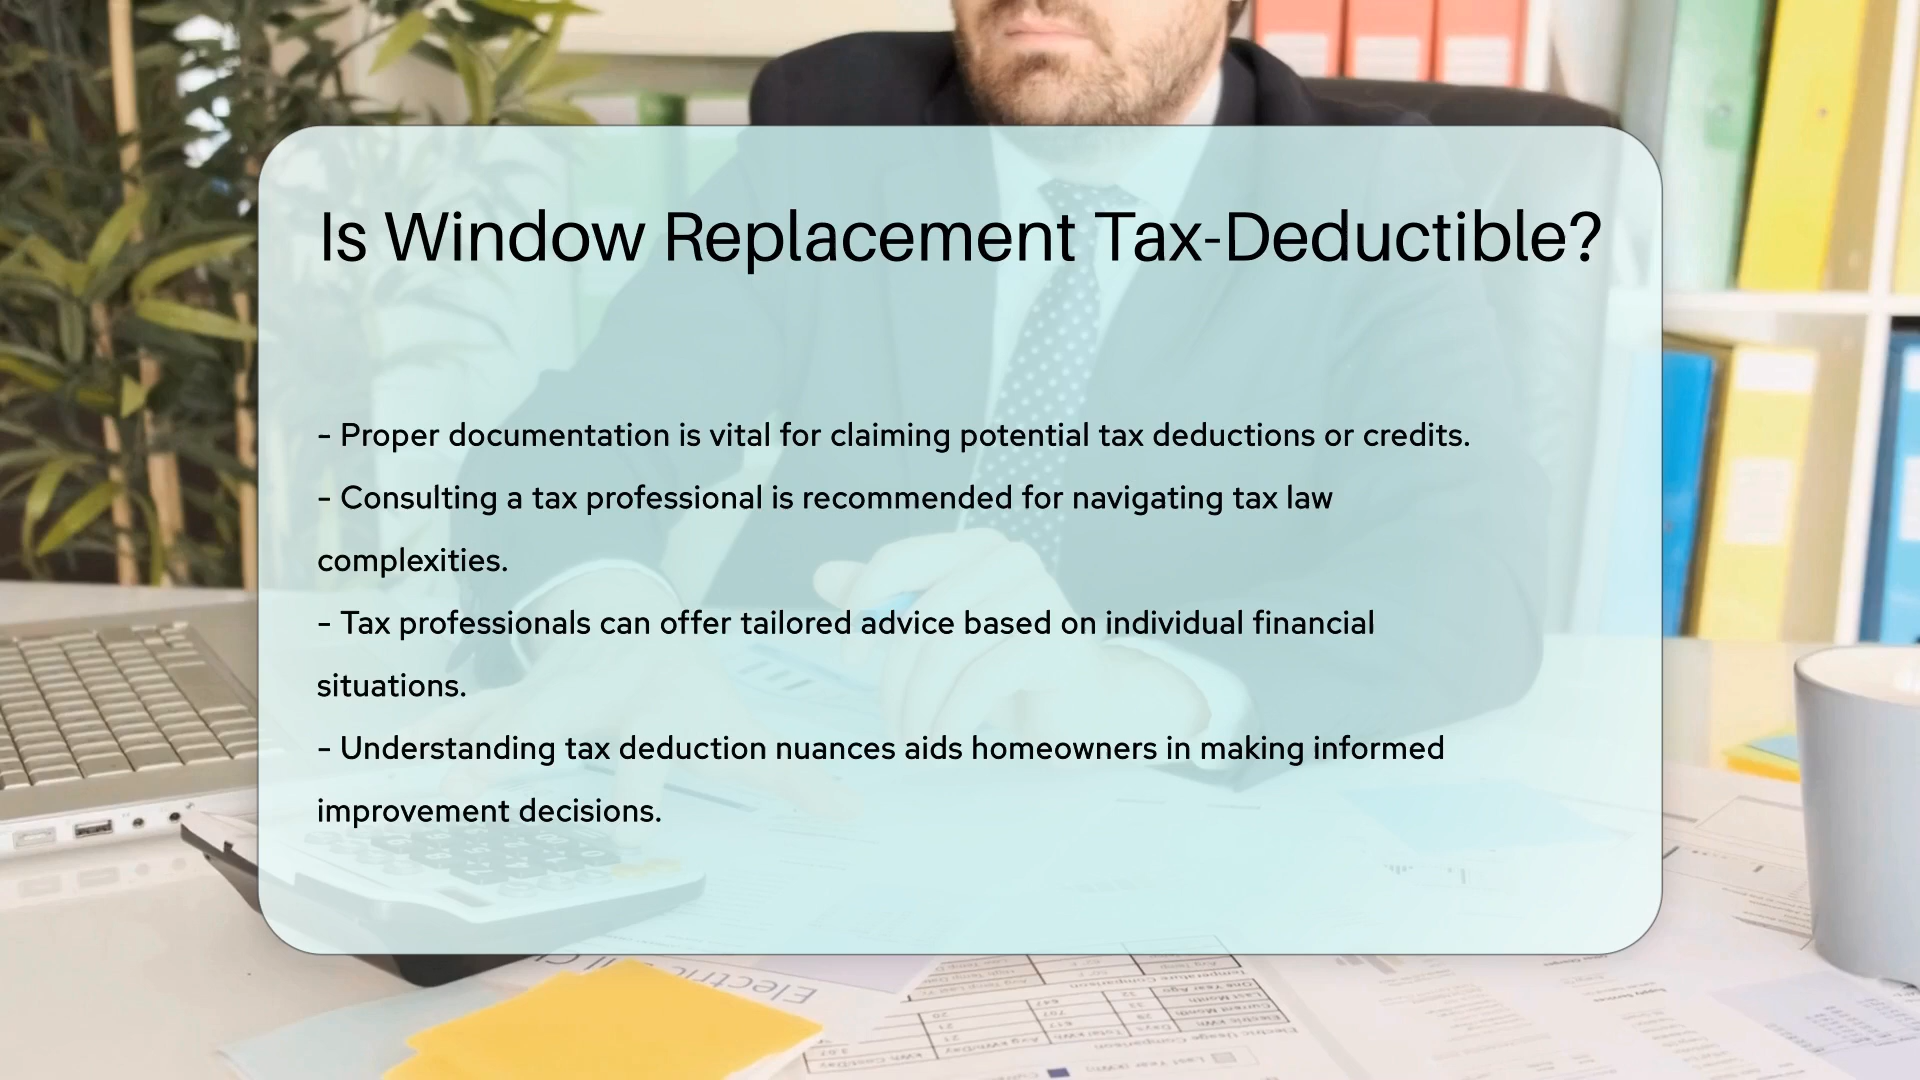 Is Window Replacement Tax-Deductible?
- Proper documentation is vital for claiming potential tax deductions or credits.
- Consulting a tax professional is recommended for navigating tax law
complexities.
- Tax professionals can offer tailored advice based on individual financial
situations.
- Understanding tax deduction nuances aids homeowners in making informed
improvement decisions.